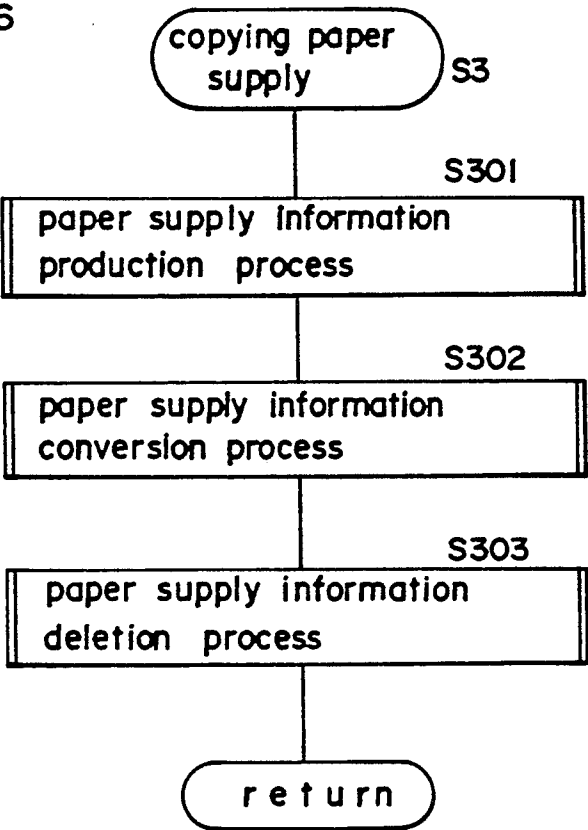 6
copying paper
supply
S3
S301
paper supply information
production process
S302
paper supply information
conversion process
S303
paper supply information
deletion process
return